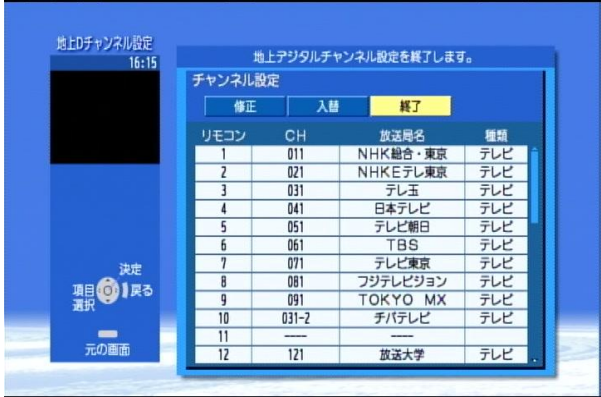 地上Dチャンネル設定
16:15
地上デジタルチャンネル設定を終了します。
チャンネル設定
修正 入替 終了
リモコン CH 放送局名 種類
1 011 NHK総合・東京 テレビ
2 021 NHKEテレ東京 テレビ
3 031 テレ玉 テレビ
4 041 日本テレビ テレビ
5 051 テレビ朝日 テレビ
6 061 TBS テレビ
7 071 テレビ東京 テレビ
8 081 フジテレビジョン テレビ
9 091 TOKYO MX テレビ
10 031-2 チバテレビ テレビ
11 ---- ----
12 121 放送大学 テレビ
決定
項目 戻る
選択
元の画面